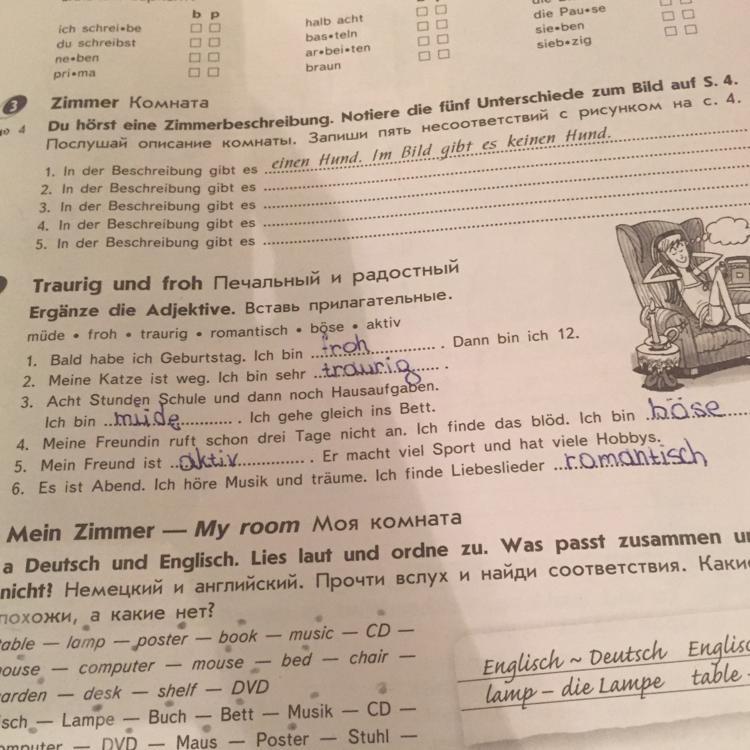 b p
ich schrei•be
du schreibst
ne•ben
pri•ma
halb acht
bas•teln
ar•bei•ten
braun
die Pau•se
sie•ben
sieb•zig
3 Zimmer Комната
4 Du hörst eine Zimmerbeschreibung. Notiere die fünf Unterschiede zum Bild auf S. 4.
Послушай описание комнаты. Запиши пять несоответствий с рисунком на с. 4.
1. In der Beschreibung gibt es einen Hund. Im Bild gibt es keinen Hund.
2. In der Beschreibung gibt es
3. In der Beschreibung gibt es
4. In der Beschreibung gibt es
5. In der Beschreibung gibt es
Traurig und froh Печальный и радостный
Ergänze die Adjektive. Вставь прилагательные.
müde • froh • traurig • romantisch • böse • aktiv
1. Bald habe ich Geburtstag. Ich bin froh. Dann bin ich 12.
2. Meine Katze ist weg. Ich bin sehr traurig.
3. Acht Stunden Schule und dann noch Hausaufgaben.
Ich bin müde. Ich gehe gleich ins Bett.
4. Meine Freundin ruft schon drei Tage nicht an. Ich finde das blöd. Ich bin böse
5. Mein Freund ist aktiv. Er macht viel Sport und hat viele Hobbys.
6. Es ist Abend. Ich höre Musik und träume. Ich finde Liebeslieder romantisch
Mein Zimmer — My room Моя комната
a Deutsch und Englisch. Lies laut und ordne zu. Was passt zusammen
nicht? Немецкий и английский. Прочти вслух и найди соответствия. Какие
похожи, а какие нет?
table — lamp — poster — book — music — CD —
house — computer — mouse — bed — chair —
garden — desk — shelf — DVD
Lampe — Buch — Bett — Musik — CD —
DVD — Maus — Poster — Stuhl —
Englisch ~ Deutsch
lamp – die Lampe table –